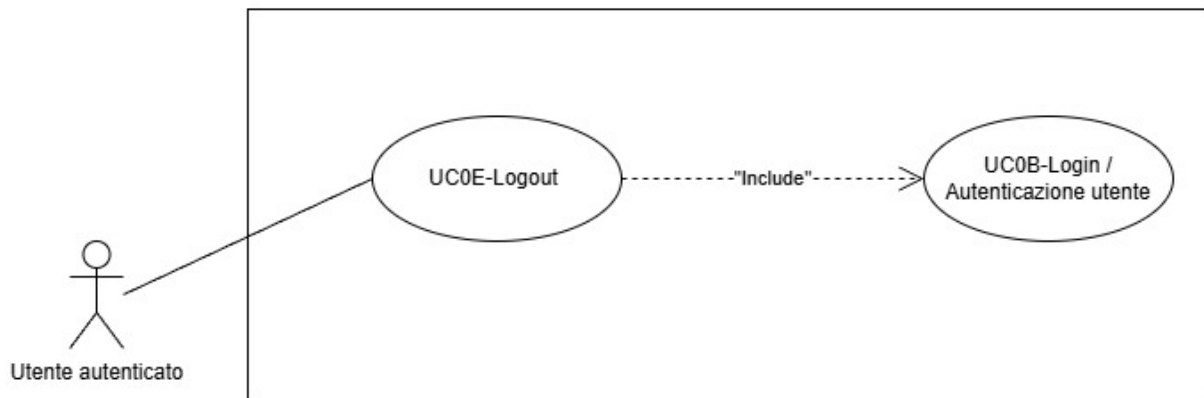 UC0E-Logout
"Include"
UC0B-Login /
Autenticazione utente
Utente autenticato